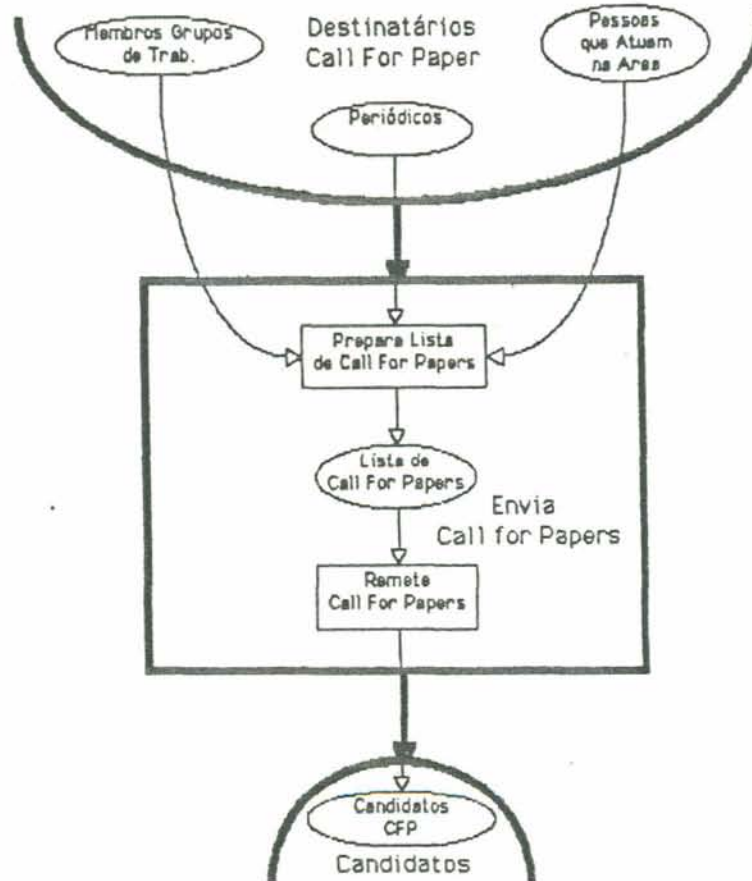 Membros Grupos
de Trab.
Destinatários
Call For Paper
Pessoas
que Atuam
na Area
Periódicos
Prepara Lista
de Call For Papers
Lista de
Call For Papers
Envia
Call for Papers
Remete
Call For Papers
Candidatos
CFP
Candidatos